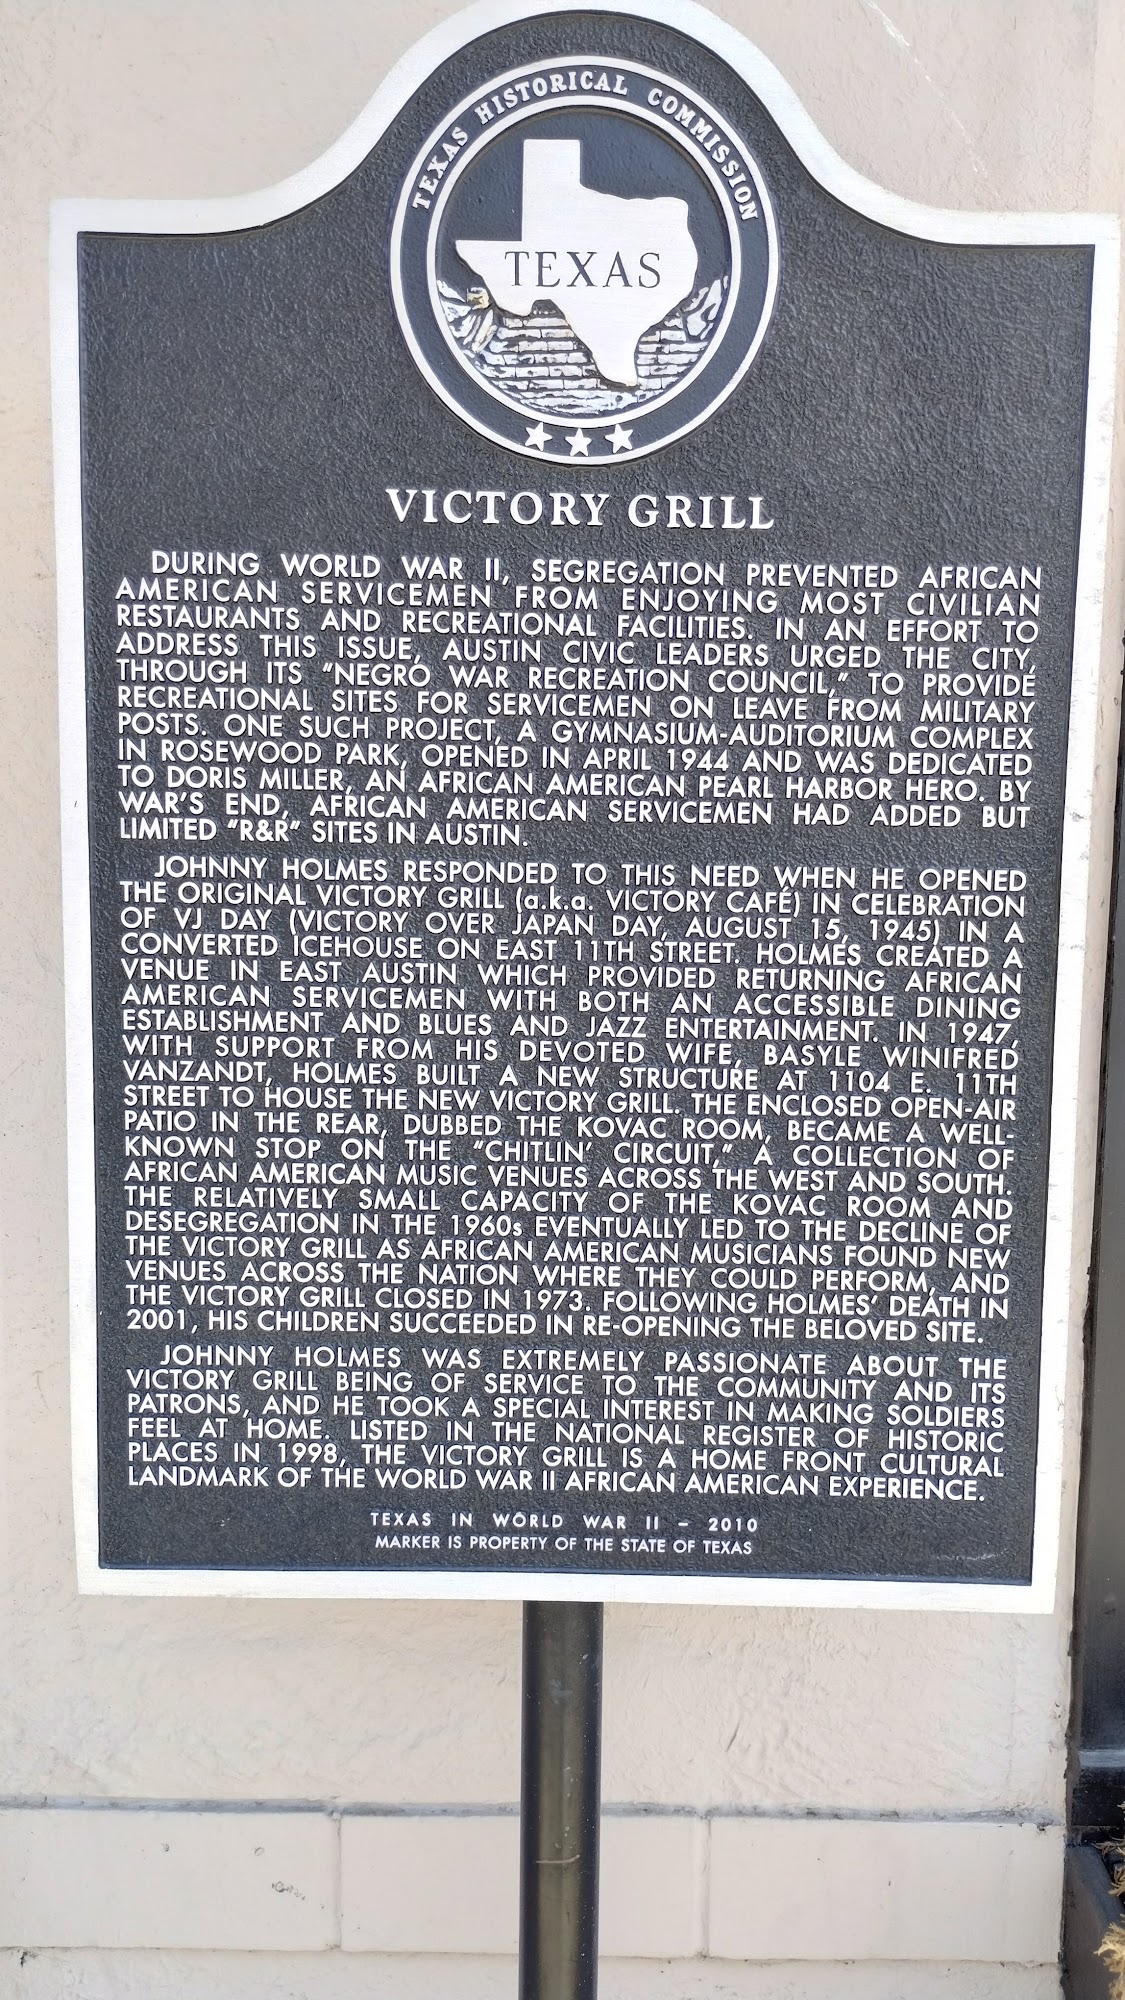 TEXAS HISTORICAL COMMISSION
TEXAS
VICTORY GRILL
DURING WORLD WAR II, SEGREGATION PREVENTED AFRICAN
AMERICAN SERVICEMEN FROM ENJOYING MOST CIVILIAN
RESTAURANTS AND RECREATIONAL FACILITIES. IN AN EFFORT TO
ADDRESS THIS ISSUE, AUSTIN CIVIC LEADERS URGED THE CITY,
THROUGH ITS "NEGRO WAR RECREATION COUNCIL," TO PROVIDE
RECREATIONAL SITES FOR SERVICEMEN ON LEAVE FROM MILITARY
POSTS. ONE SUCH PROJECT, A GYMNASIUM-AUDITORIUM COMPLEX
IN ROSEWOOD PARK, OPENED IN APRIL 1944 AND WAS DEDICATED
TO DORIS MILLER, AN AFRICAN AMERICAN PEARL HARBOR HERO. BY
WAR'S END, AFRICAN AMERICAN SERVICEMEN HAD ADDED BUT
LIMITED "R&R" SITES IN AUSTIN.
JOHNNY HOLMES RESPONDED TO THIS NEED WHEN HE OPENED
THE ORIGINAL VICTORY GRILL (a.k.a. VICTORY CAFÉ) IN CELEBRATION
OF VJ DAY (VICTORY OVER JAPAN DAY, AUGUST 15, 1945) IN A
CONVERTED ICEHOUSE ON EAST 11TH STREET. HOLMES CREATED A
VENUE IN EAST AUSTIN WHICH PROVIDED RETURNING AFRICAN
AMERICAN SERVICEMEN WITH BOTH AN ACCESSIBLE DINING
ESTABLISHMENT AND BLUES AND JAZZ ENTERTAINMENT. IN 1947,
WITH SUPPORT FROM HIS DEVOTED WIFE, BASYLE WINIFRED
VANZANDT, HOLMES BUILT A NEW STRUCTURE AT 1104 E. 11TH
STREET TO HOUSE THE NEW VICTORY GRILL. THE ENCLOSED OPEN-AIR
PATIO IN THE REAR, DUBBED THE KOVAC ROOM, BECAME A WELL-
KNOWN STOP ON THE "CHITLIN' CIRCUIT," A COLLECTION OF
AFRICAN AMERICAN MUSIC VENUES ACROSS THE WEST AND SOUTH.
THE RELATIVELY SMALL CAPACITY OF THE KOVAC ROOM AND
DESEGREGATION IN THE 1960s EVENTUALLY LED TO THE DECLINE OF
THE VICTORY GRILL AS AFRICAN AMERICAN MUSICIANS FOUND NEW
VENUES ACROSS THE NATION WHERE THEY COULD PERFORM, AND
THE VICTORY GRILL CLOSED IN 1973. FOLLOWING HOLMES' DEATH IN
2001, HIS CHILDREN SUCCEEDED IN RE-OPENING THE BELOVED SITE.
JOHNNY HOLMES WAS EXTREMELY PASSIONATE ABOUT THE
VICTORY GRILL BEING OF SERVICE TO THE COMMUNITY AND ITS
PATRONS, AND HE TOOK A SPECIAL INTEREST IN MAKING SOLDIERS
FEEL AT HOME. LISTED IN THE NATIONAL REGISTER OF HISTORIC
PLACES IN 1998, THE VICTORY GRILL IS A HOME FRONT CULTURAL
LANDMARK OF THE WORLD WAR II AFRICAN AMERICAN EXPERIENCE.
TEXAS IN WORLD WAR II – 2010
MARKER IS PROPERTY OF THE STATE OF TEXAS